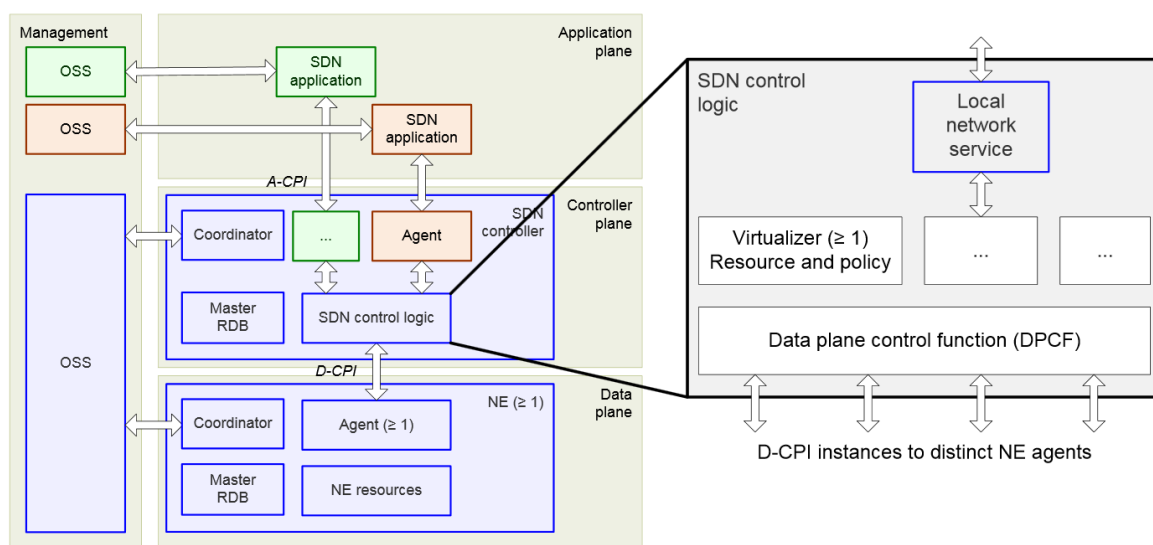 Management
OSS
OSS
OSS
Application
plane
SDN
application
SDN
application
A-CPI
Controller
plane
SDN
controller
Coordinator
...
Agent
Master
RDB
SDN control logic
D-CPI
Data
plane
NE (≥ 1)
Coordinator
Agent (≥ 1)
Master
RDB
NE resources
SDN control
logic
Local
network
service
Virtualizer (≥ 1)
Resource and policy
...
...
Data plane control function (DPCF)
D-CPI instances to distinct NE agents